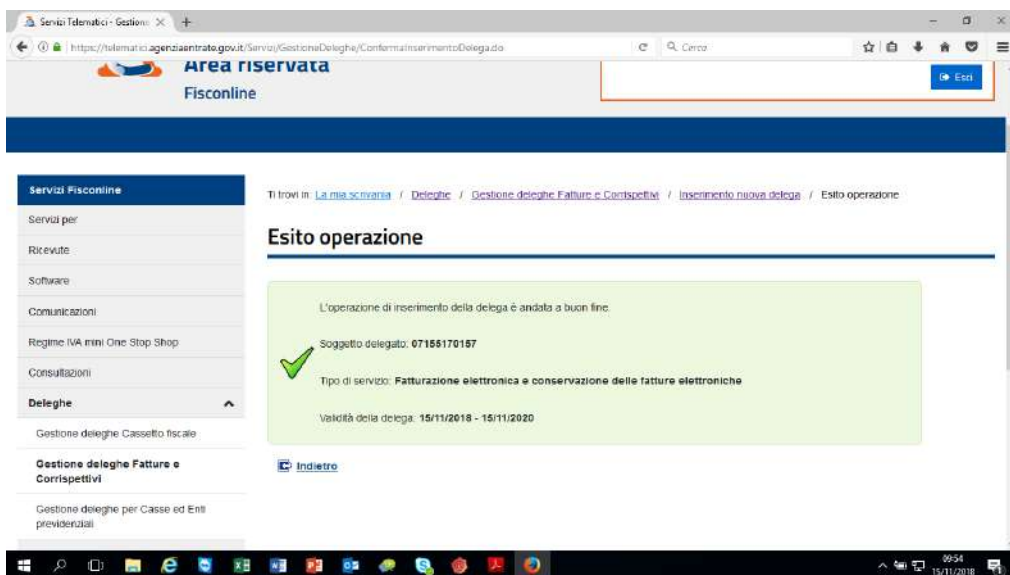 Servizi Telematici - Gestione
https://telematici.agenziaentrate.gov.it/Servizi/GestioneDeleghe/ConfermaInserimentoDelega.do
Cerca
Area riservata
Fisconline
Esci
Servizi Fisconline
Servizi per
Ricevute
Software
Comunicazioni
Regime IVA mini One Stop Shop
Consultazioni
Deleghe
Gestione deleghe Cassetto fiscale
Gestione deleghe Fatture e
Corrispettivi
Gestione deleghe per Casse ed Enti
previdenziali
Ti trovi in: La mia scrivania / Deleghe / Gestione deleghe Fatture e Corrispettivi / Inserimento nuova delega / Esito operazione
Esito operazione
L'operazione di inserimento della delega è andata a buon fine.
Soggetto delegato: 07155170157
Tipo di servizio: Fatturazione elettronica e conservazione delle fatture elettroniche
Validità della delega: 15/11/2018 - 15/11/2020
Indietro
09:54
15/11/2018